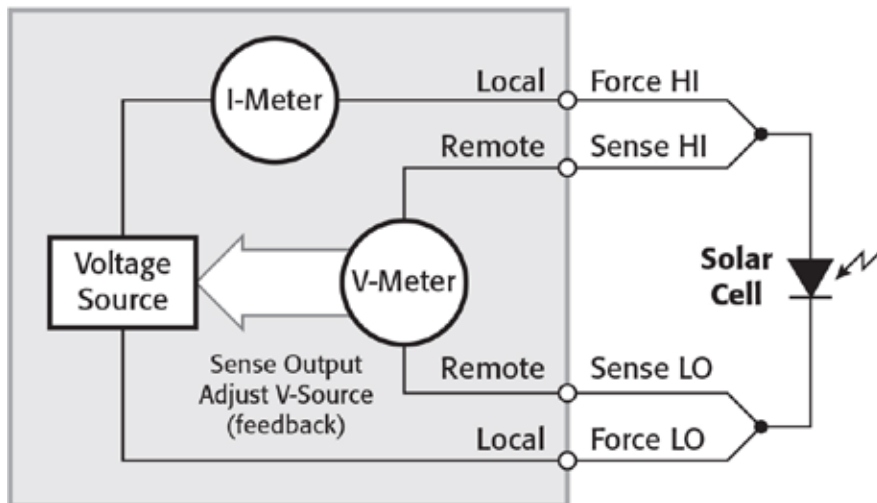 I-Meter
Local
Force HI
Remote
Sense HI
Voltage
Source
V-Meter
Solar
Cell
Sense Output
Adjust V-Source
(feedback)
Remote
Sense LO
Local
Force LO